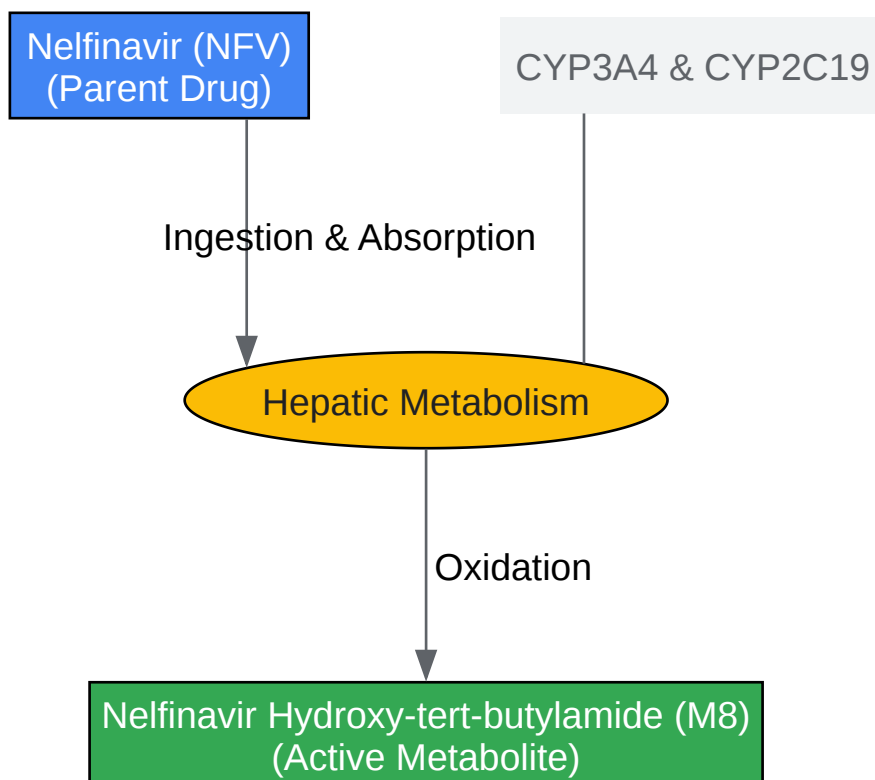 Nelfinavir (NFV)
(Parent Drug)
CYP3A4 & CYP2C19
Ingestion & Absorption
Hepatic Metabolism
Oxidation
Nelfinavir Hydroxy-tert-butylamide (M8)
(Active Metabolite)